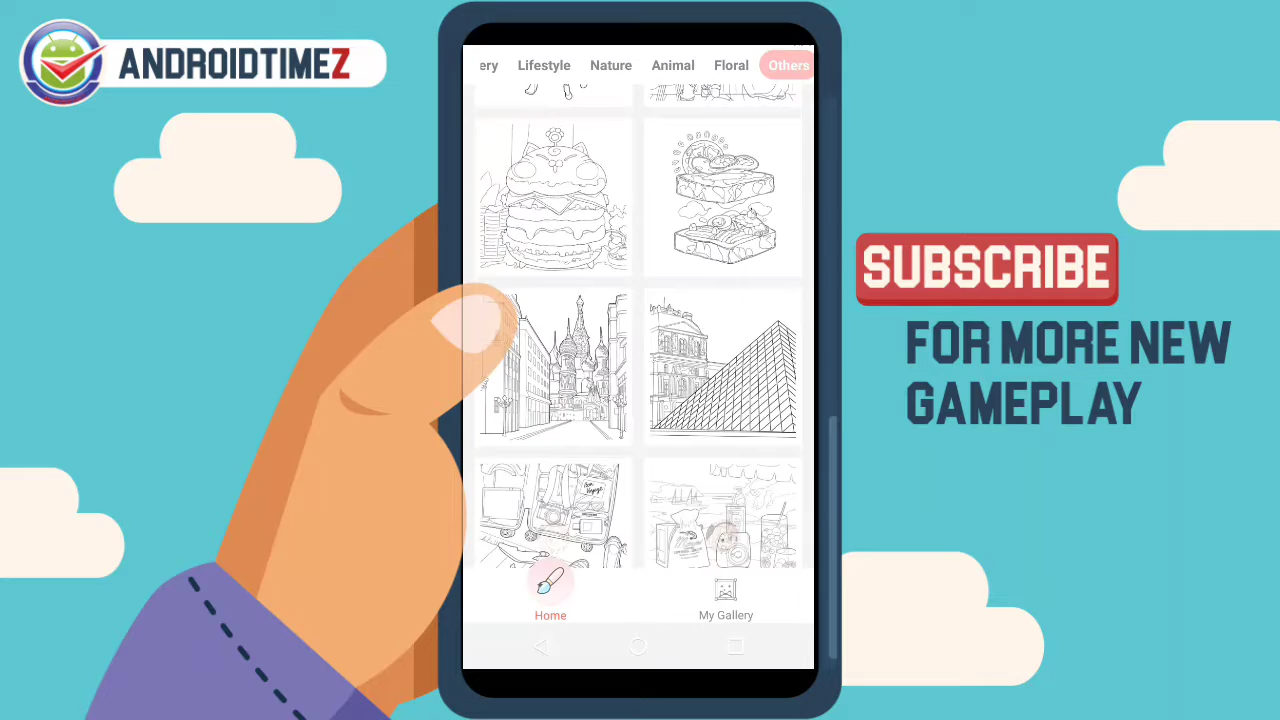 ANDROIDTIMEZ
ery Lifestyle Nature Animal Floral Others
SUBSCRIBE
FOR MORE NEW
GAMEPLAY
Home
My Gallery